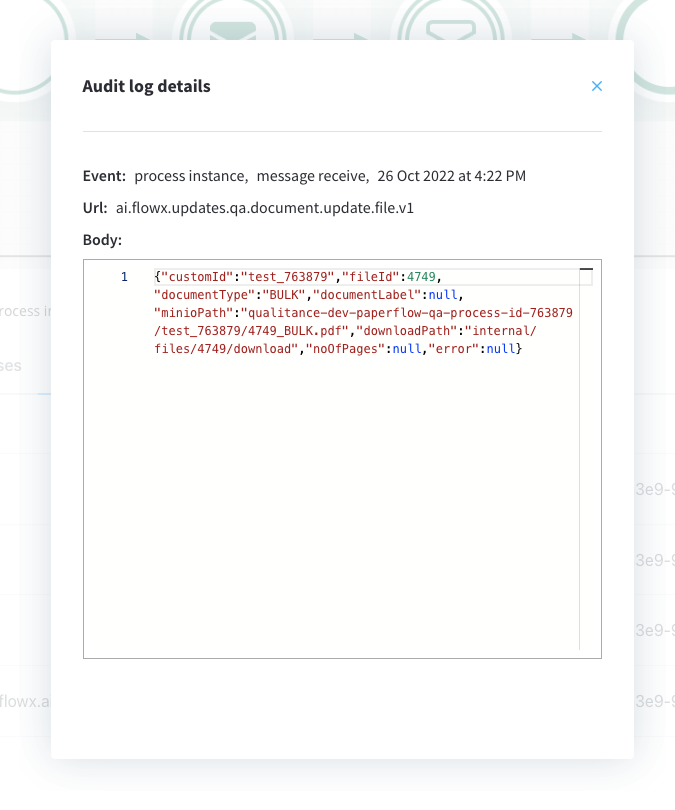 Audit log details
Event: process instance, message receive, 26 Oct 2022 at 4:22 PM
Url: ai.flowx.updates.qa.document.update.file.v1
Body:
1 {"customId":"test_763879","fileId":4749,
"documentType":"BULK","documentLabel":null,
"minioPath":"qualitance-dev-paperflow-qa-process-id-763879
/test_763879/4749_BULK.pdf","downloadPath":"internal/
files/4749/download","noOfPages":null,"error":null}
rocess in
ses
3e9-9
3e9-9
3e9-9
flowx.a
3e9-9